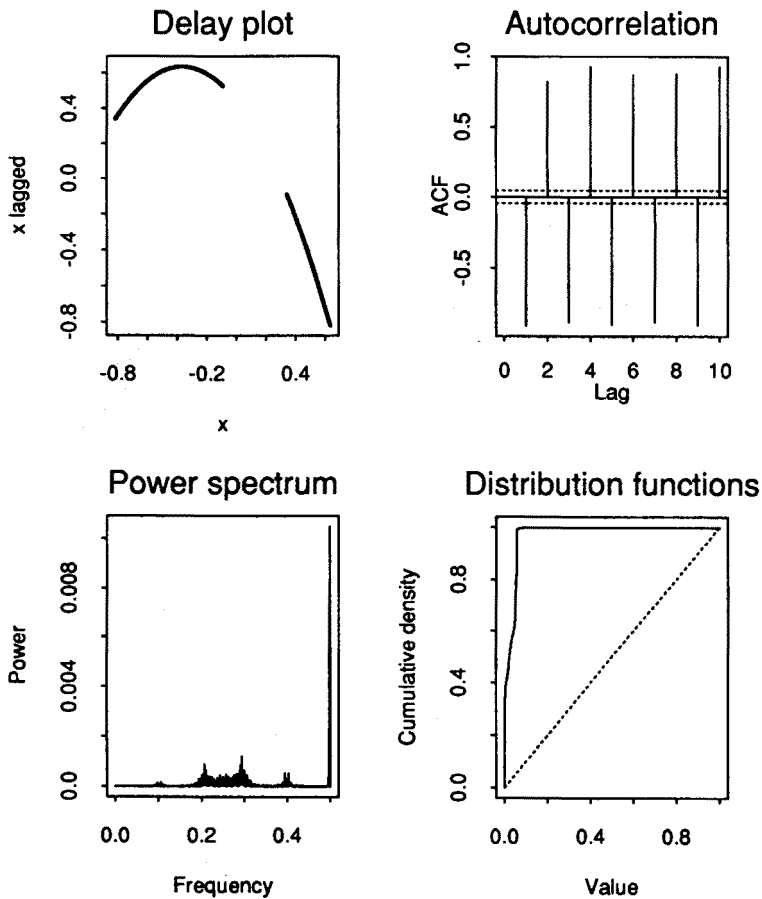 Delay plot
x lagged
0.4
0.0
-0.4
-0.8
-0.8
-0.2
0.4
x
Autocorrelation
ACF
1.0
0.5
0.0
-0.5
0 2 4 6 8 10
Lag
Power spectrum
Power
0.008
0.004
0.0
0.0 0.2 0.4
Frequency
Distribution functions
Cumulative density
0.8
0.4
0.0
0.0 0.4 0.8
Value